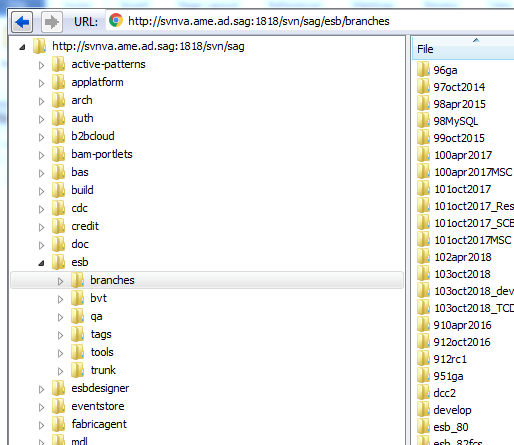 URL: http://svnva.ame.ad.sag:1818/svn/sag/esb/branches
http://svnva.ame.ad.sag:1818/svn/sag
active-patterns
applatform
arch
auth
b2bcloud
bam-portlets
bas
build
cdc
credit
doc
esb
branches
bvt
qa
tags
tools
trunk
esbdesigner
eventstore
fabricagent
mdl
File
96ga
97oct2014
98apr2015
98MySQL
99oct2015
100apr2017
100apr2017MSC
101oct2017
101oct2017_Res
101oct2017_SCB
101oct2017MSC
102apr2018
103oct2018
103oct2018_dev
103oct2018_TCD
910apr2016
912oct2016
912rc1
951ga
dcc2
develop
esb_80
esb_82fcs